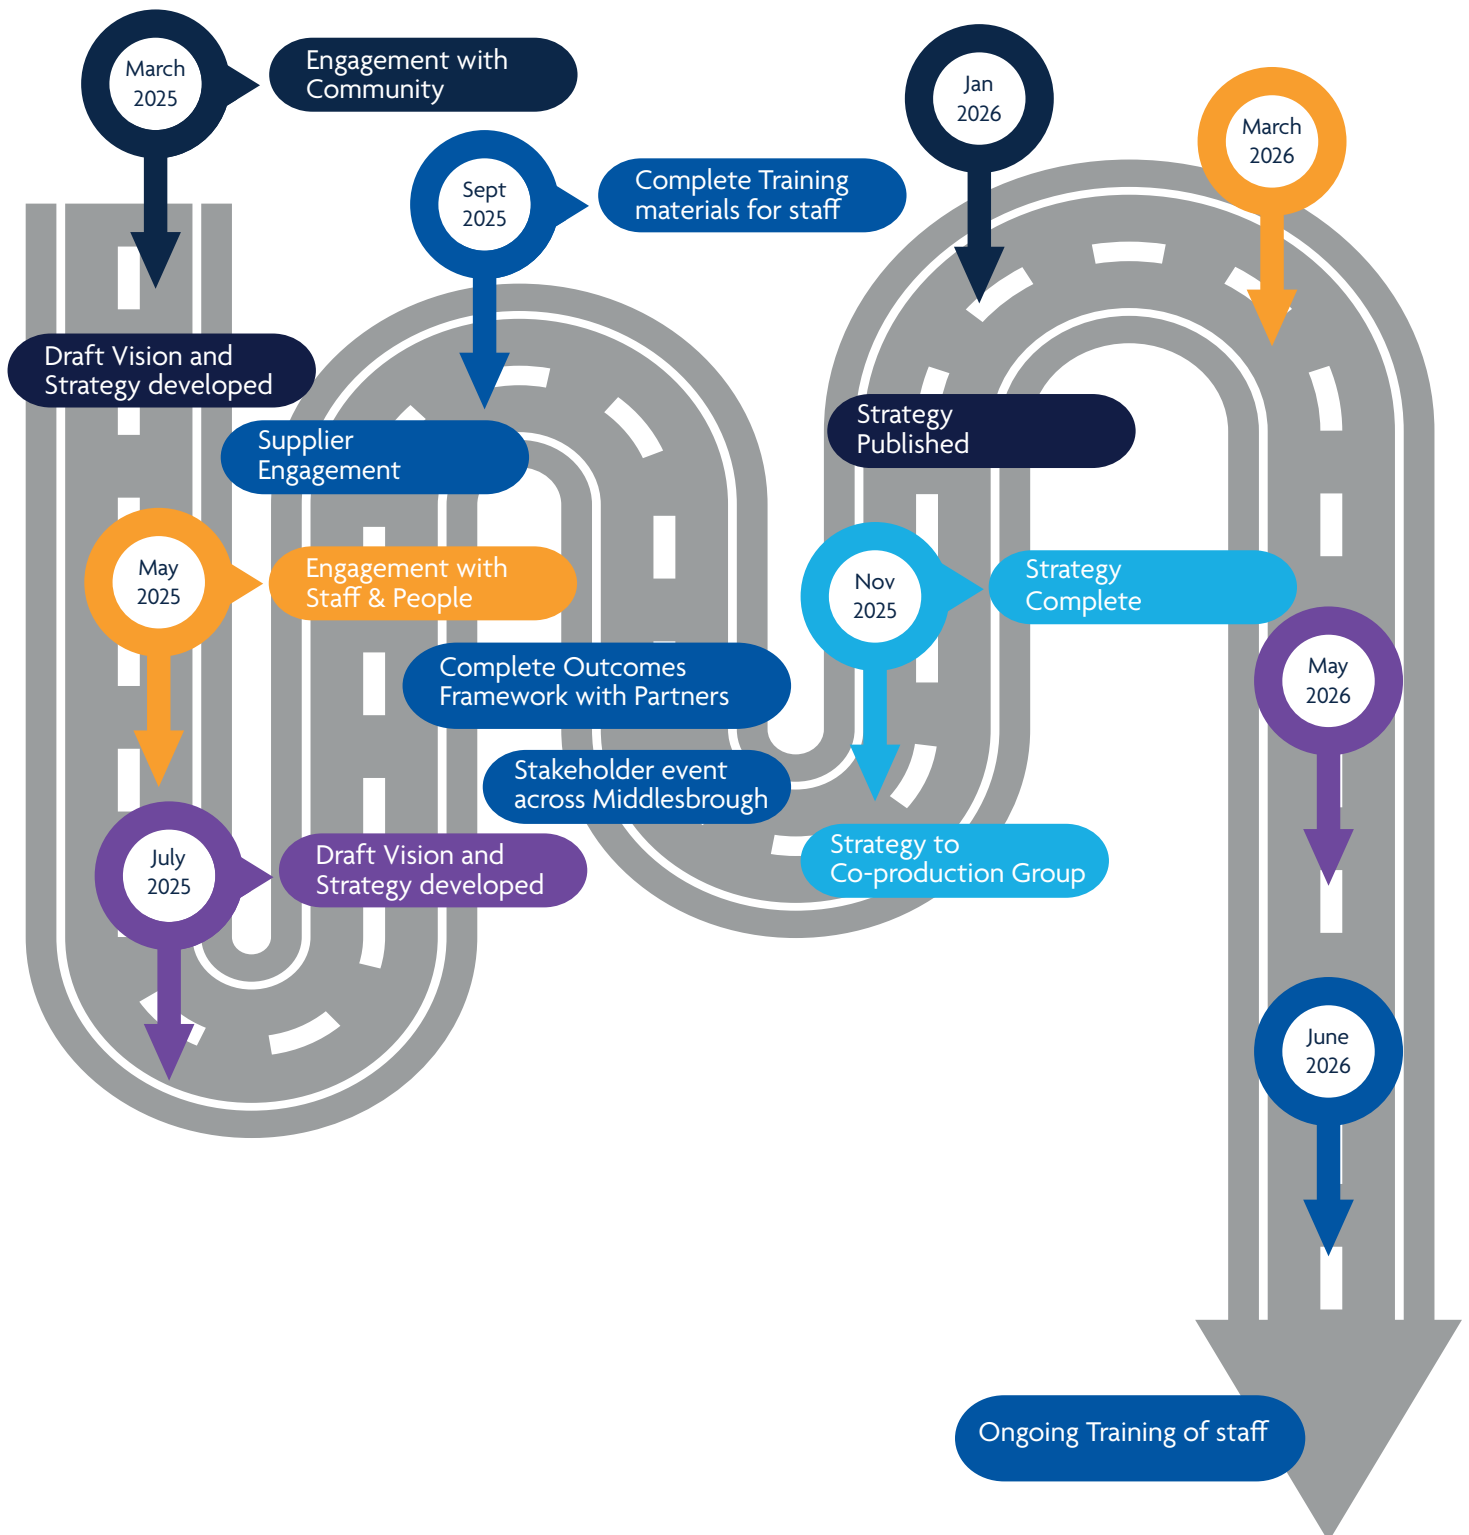 March
2025
Engagement with
Community
Draft Vision and
Strategy developed
May
2025
Engagement with
Staff & People
July
2025
Draft Vision and
Strategy developed
Sept
2025
Complete Training
materials for staff
Supplier
Engagement
Complete Outcomes
Framework with Partners
Stakeholder event
across Middlesbrough
Nov
2025
Strategy
Complete
Strategy to
Co-production Group
Jan
2026
Strategy
Published
March
2026
May
2026
June
2026
Ongoing Training of staff